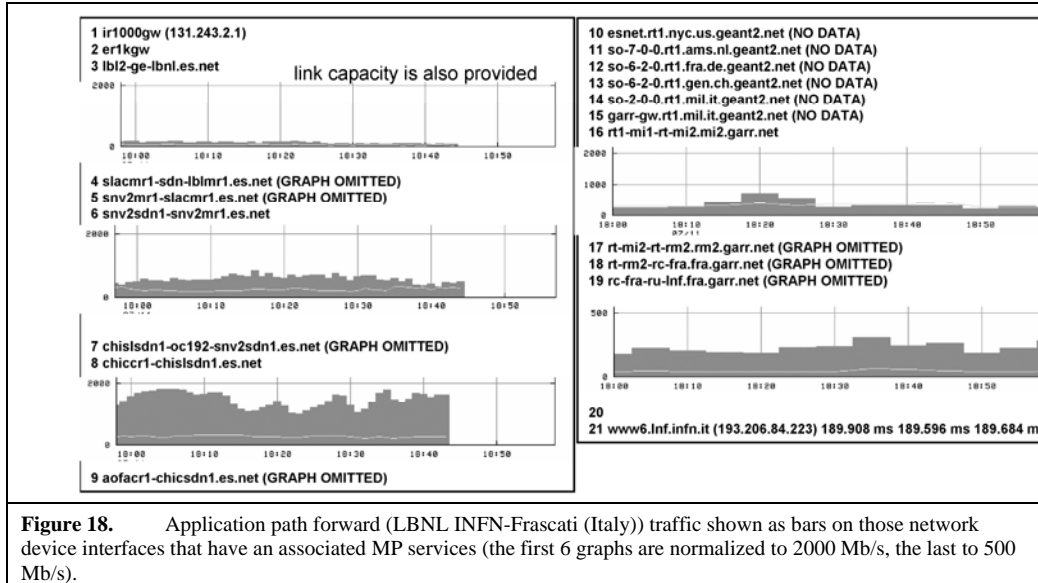 1 ir1000gw (131.243.2.1)
2 er1kgw
3 lbl2-ge-lbnl.es.net
link capacity is also provided
2000
0
10:00 10:10 10:20 10:30 10:40 10:50
4 slacmr1-sdn-lblmr1.es.net (GRAPH OMITTED)
5 snv2mr1-slacmr1.es.net (GRAPH OMITTED)
6 snv2sdn1-snv2mr1.es.net
2000
0
10:00 10:10 10:20 10:30 10:40 10:50
7 chislsdn1-oc192-snv2sdn1.es.net (GRAPH OMITTED)
8 chiccr1-chislsdn1.es.net
2000
0
10:00 10:10 10:20 10:30 10:40 10:50
9 aofacr1-chicsdn1.es.net (GRAPH OMITTED)
10 esnet.rt1.nyc.us.geant2.net (NO DATA)
11 so-7-0-0.rt1.ams.nl.geant2.net (NO DATA)
12 so-6-2-0.rt1.fra.de.geant2.net (NO DATA)
13 so-6-2-0.rt1.gen.ch.geant2.net (NO DATA)
14 so-2-0-0.rt1.mil.it.geant2.net (NO DATA)
15 garr-gw.rt1.mil.it.geant2.net (NO DATA)
16 rt1-mi1-rt-mi2.mi2.garr.net
2000
1000
0
10:00 10:10 10:20 10:30 10:40 10:50
07/11
17 rt-mi2-rt-rm2.rm2.garr.net (GRAPH OMITTED)
18 rt-rm2-rc-fra.fra.garr.net (GRAPH OMITTED)
19 rc-fra-ru-lnf.fra.garr.net (GRAPH OMITTED)
500
0
10:00 10:10 10:20 10:30 10:40 10:50
20
21 www6.lnf.infn.it (193.206.84.223) 189.908 ms 189.596 ms 189.684 m
Figure 18. Application path forward (LBNL INFN-Frascati (Italy)) traffic shown as bars on those network
device interfaces that have an associated MP services (the first 6 graphs are normalized to 2000 Mb/s, the last to 500
Mb/s).